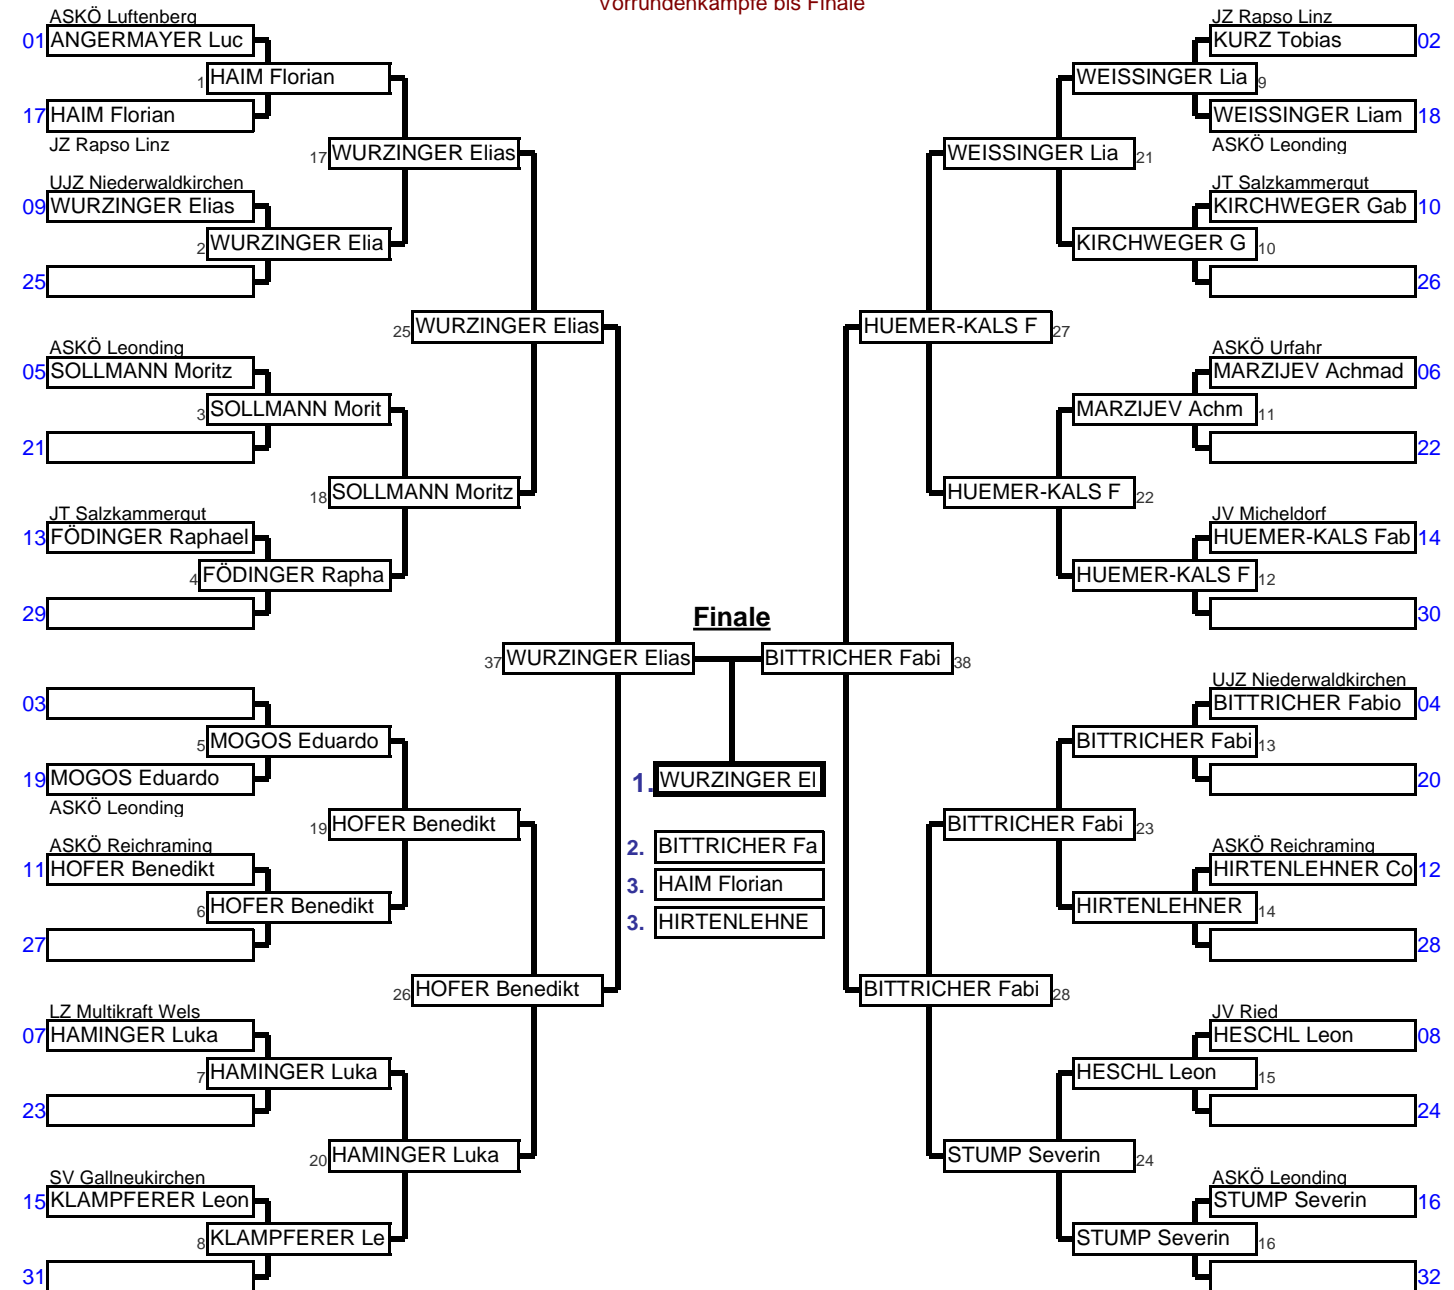 Vorrundenkämpfe bis Finale
ASKÖ Luftenberg
01 ANGERMAYER Luc
1 HAIM Florian
17 HAIM Florian
JZ Rapso Linz
17 WURZINGER Elias
UJZ Niederwaldkirchen
09 WURZINGER Elias
2 WURZINGER Elia
25
25 WURZINGER Elias
ASKÖ Leonding
05 SOLLMANN Moritz
3 SOLLMANN Morit
21
18 SOLLMANN Moritz
JT Salzkammergut
13 FÖDINGER Raphael
4 FÖDINGER Rapha
29
37 WURZINGER Elias
03
5 MOGOS Eduardo
19 MOGOS Eduardo
ASKÖ Leonding
19 HOFER Benedikt
ASKÖ Reichraming
11 HOFER Benedikt
6 HOFER Benedikt
27
26 HOFER Benedikt
LZ Multikraft Wels
07 HAMINGER Luka
7 HAMINGER Luka
23
20 HAMINGER Luka
SV Gallneukirchen
15 KLAMPFERER Leon
8 KLAMPFERER Le
31
Finale
1. WURZINGER El
2. BITTRICHER Fa
3. HAIM Florian
3. HIRTENLEHNE
JZ Rapso Linz
KURZ Tobias 02
WEISSINGER Lia 9
WEISSINGER Liam 18
ASKÖ Leonding
WEISSINGER Lia 21
JT Salzkammergut
KIRCHWEGER Gab 10
KIRCHWEGER G 10
26
HUEMER-KALS F 27
ASKÖ Urfahr
MARZIJEV Achmad 06
MARZIJEV Achm 11
22
HUEMER-KALS F 22
JV Micheldorf
HUEMER-KALS Fab 14
HUEMER-KALS F 12
30
BITTRICHER Fabi 38
UJZ Niederwaldkirchen
BITTRICHER Fabio 04
BITTRICHER Fabi 13
20
BITTRICHER Fabi 23
ASKÖ Reichraming
HIRTENLEHNER Co 12
HIRTENLEHNER 14
28
BITTRICHER Fabi 28
JV Ried
HESCHL Leon 08
HESCHL Leon 15
24
STUMP Severin 24
ASKÖ Leonding
STUMP Severin 16
STUMP Severin 16
32